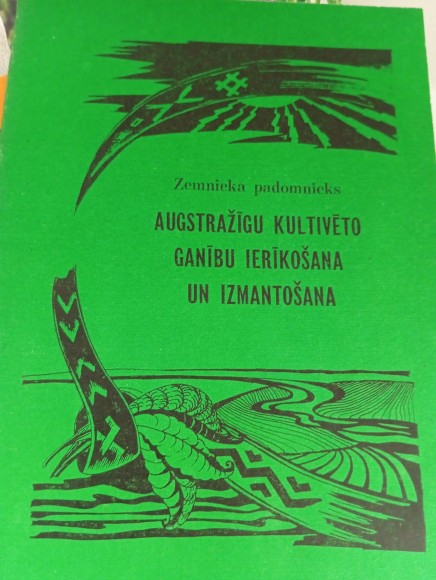 Zemnieka padomnieks
AUGSTRAŽĪGU KULTIVĒTO
GANĪBU IERĪKOŠANA
UN IZMANTOŠANA